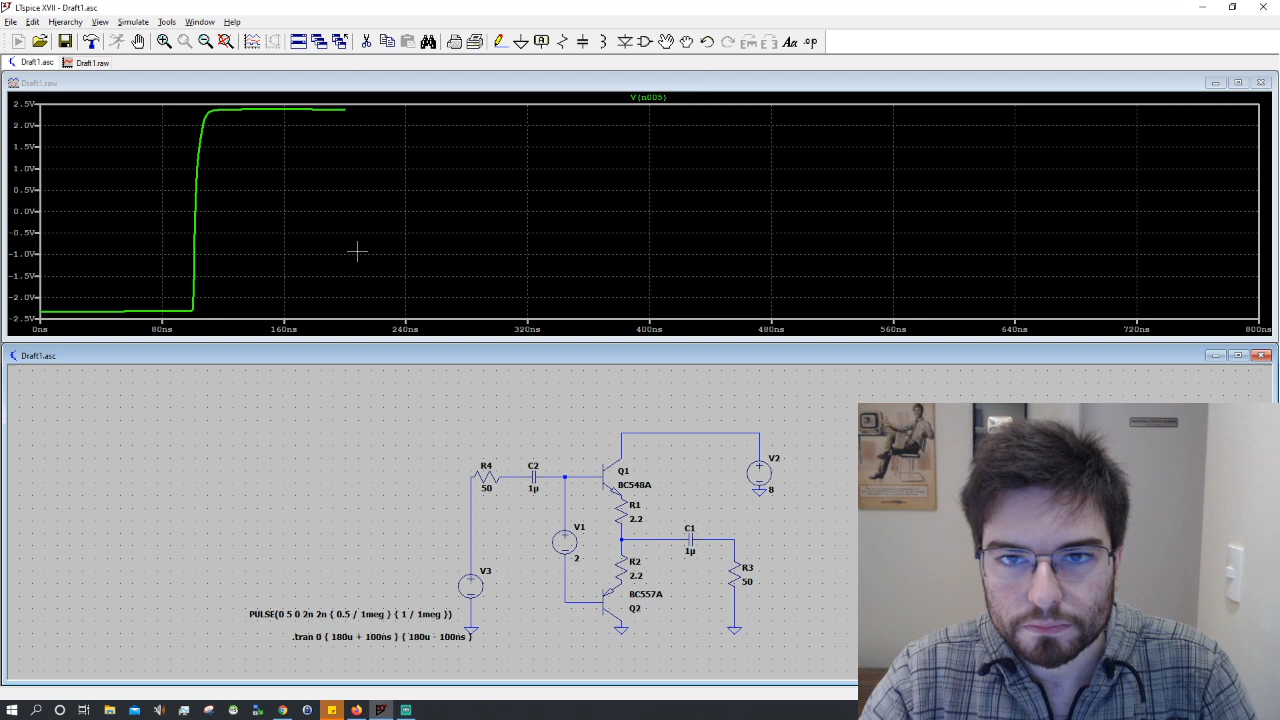 LTspice XVII - Draft1.asc
File Edit Hierarchy View Simulate Tools Window Help
Draft1.asc Draft1.raw
Draft1.raw
V(n005)
2.5V
2.0V
1.5V
1.0V
0.5V
0.0V
-0.5V
-1.0V
-1.5V
-2.0V
-2.5V
0ns 80ns 160ns 240ns 320ns 400ns 480ns 560ns 640ns 720ns 800ns
Draft1.asc
R4
50
C2
1µ
Q1
BC548A
V2
8
R1
2.2
V1
2
C1
1µ
R2
2.2
R3
50
BC557A
Q2
V3
PULSE(0 5 0 2n 2n { 0.5 / 1meg } { 1 / 1meg })
.tran 0 { 180u + 100ns } { 180u - 100ns }